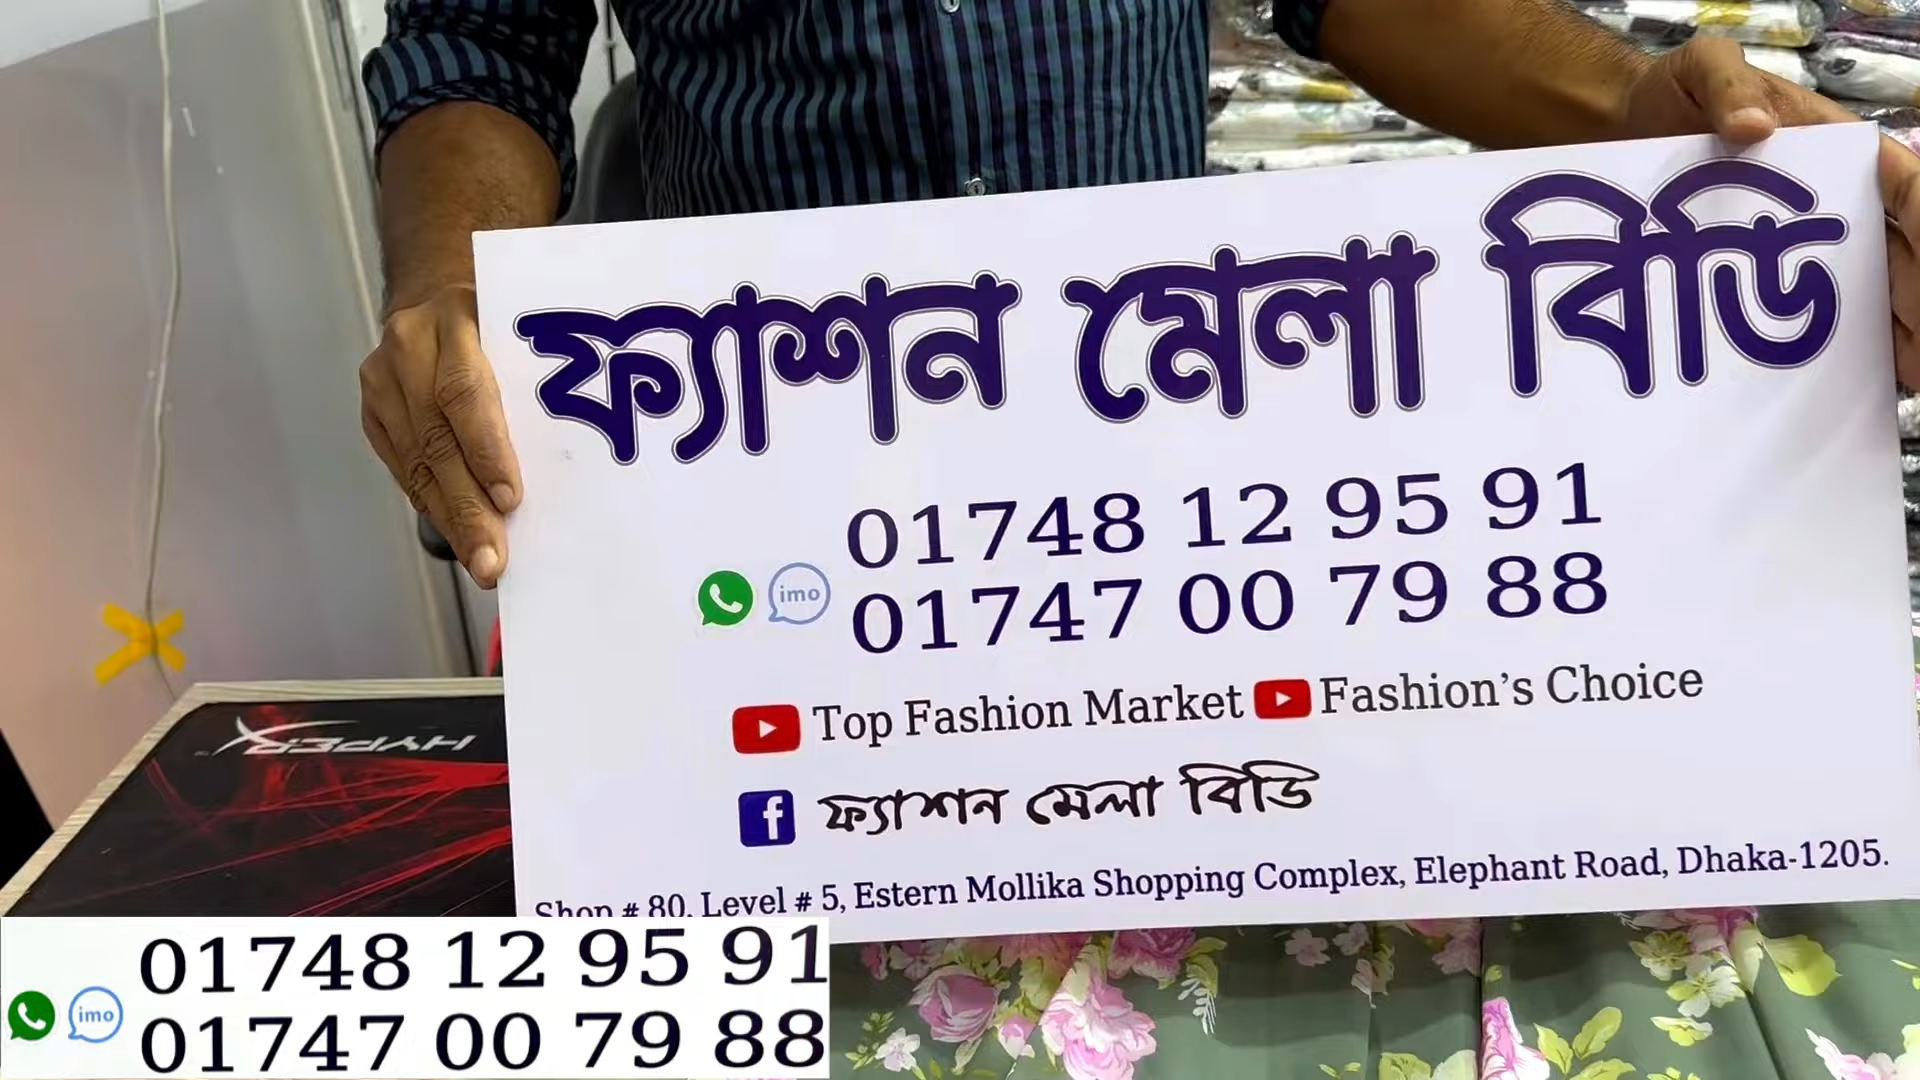 ফ্যাশন মেলা বিডি
01748 12 95 91
imo
01747 00 79 88
Top Fashion Market Fashion's Choice
f ফ্যাশন মেলা বিডি
Shop # 80, Level # 5, Estern Mollika Shopping Complex, Elephant Road, Dhaka-1205.
HYPERX
01748 12 95 91
imo
01747 00 79 88